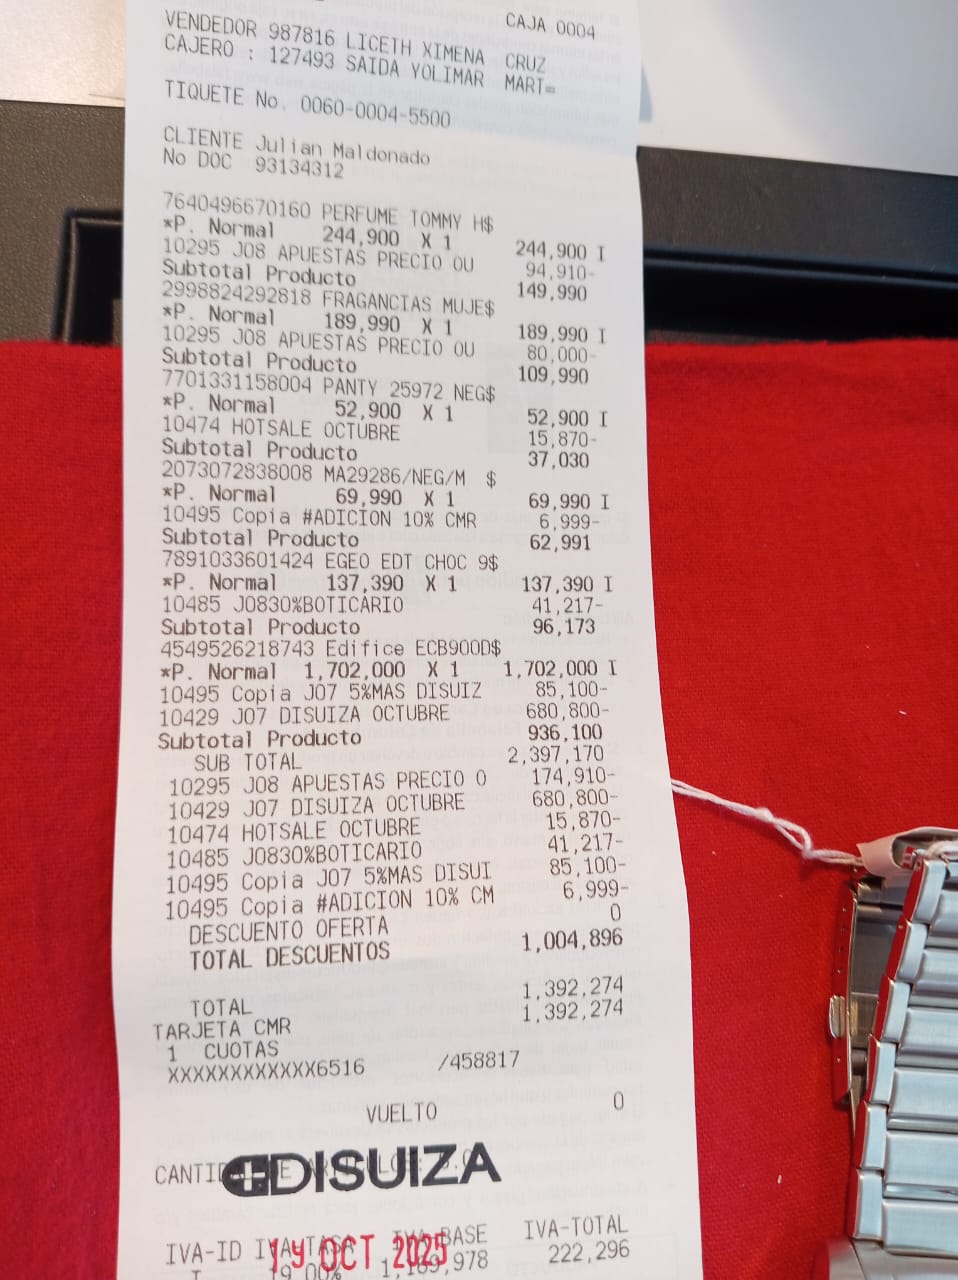 CAJA 0004
VENDEDOR 987816 LICETH XIMENA CRUZ
CAJERO : 127493 SAIDA YOLIMAR MART=
TIQUETE No. 0060-0004-5500
CLIENTE Julian Maldonado
No DOC 93134312
7640496670160 PERFUME TOMMY H$
*P. Normal 244,900 X 1 244,900 I
10295 J08 APUESTAS PRECIO OU 94,910-
Subtotal Producto 149,990
2998824292818 FRAGANCIAS MUJE$
*P. Normal 189,990 X 1 189,990 I
10295 J08 APUESTAS PRECIO OU 80,000-
Subtotal Producto 109,990
7701331158004 PANTY 25972 NEG$
*P. Normal 52,900 X 1 52,900 I
10474 HOTSALE OCTUBRE 15,870-
Subtotal Producto 37,030
2073072838008 MA29286/NEG/M $
*P. Normal 69,990 X 1 69,990 I
10495 Copia #ADICION 10% CMR 6,999-
Subtotal Producto 62,991
7891033601424 EGEO EDT CHOC 9$
*P. Normal 137,390 X 1 137,390 I
10485 J0830%BOTICARIO 41,217-
Subtotal Producto 96,173
4549526218743 Edifice ECB900D$
*P. Normal 1,702,000 X 1 1,702,000 I
10495 Copia J07 5%MAS DISUIZ 85,100-
10429 J07 DISUIZA OCTUBRE 680,800-
Subtotal Producto 936,100
SUB TOTAL 2,397,170
10295 J08 APUESTAS PRECIO O 174,910-
10429 J07 DISUIZA OCTUBRE 680,800-
10474 HOTSALE OCTUBRE 15,870-
10485 J0830%BOTICARIO 41,217-
10495 Copia J07 5%MAS DISUI 85,100-
10495 Copia #ADICION 10% CM 6,999-
DESCUENTO OFERTA 0
TOTAL DESCUENTOS 1,004,896
TOTAL 1,392,274
TARJETA CMR 1,392,274
1 CUOTAS
XXXXXXXXXXXX6516 /458817
VUELTO 0
DISUIZA
IVA-ID IVA-TASA IVA-BASE IVA-TOTAL
19 OCT 2025
I 19.00% 222,296